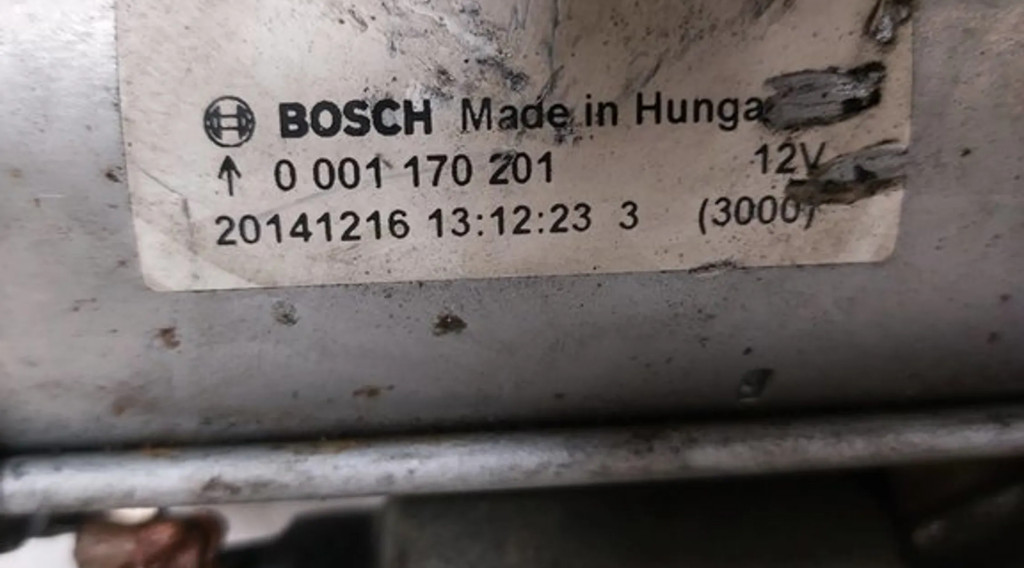 BOSCH Made in Hunga
↑ 0 001 170 201 12V
20141216 13:12:23 3 (3000)